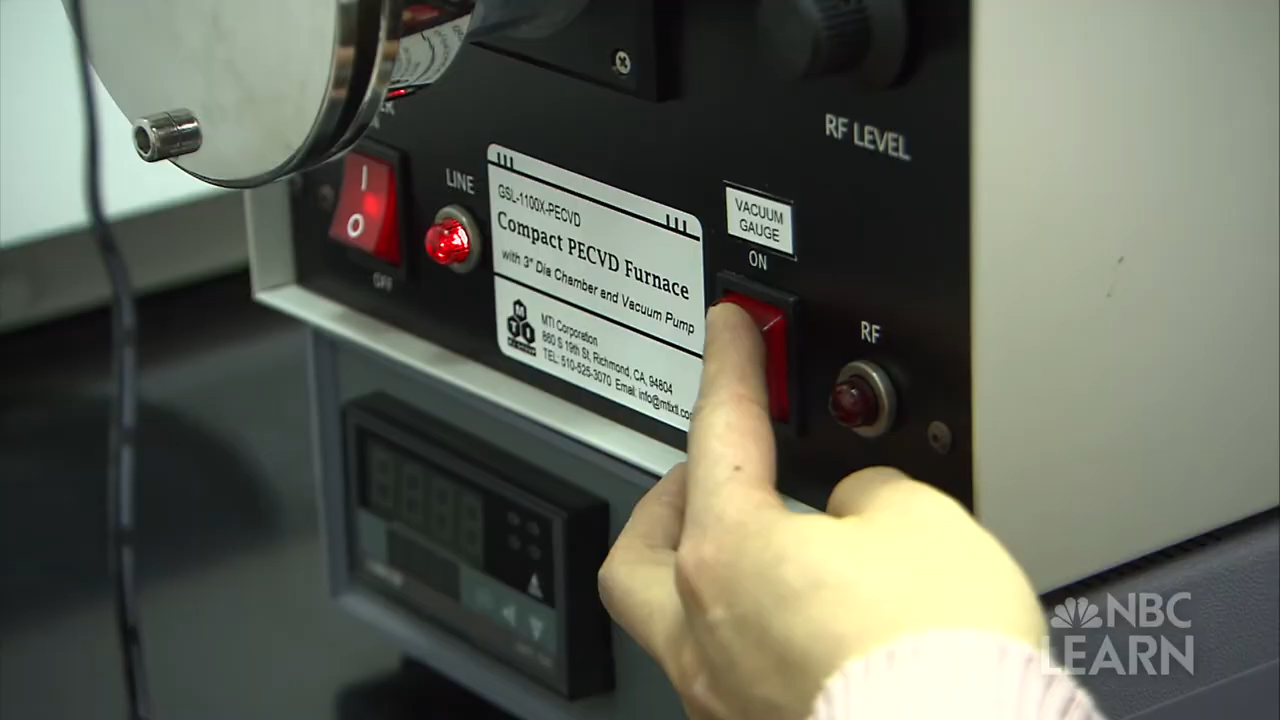 RF LEVEL
I
O
OFF
LINE
GSL-1100X-PECVD
Compact PECVD Furnace
with 3" Dia Chamber and Vacuum Pump
MTI
MTI Corporation
860 S 19th St, Richmond, CA, 94804
TEL: 510-525-3070 Email: info@mtixtl.co
VACUUM
GAUGE
ON
RF
NBC
LEARN